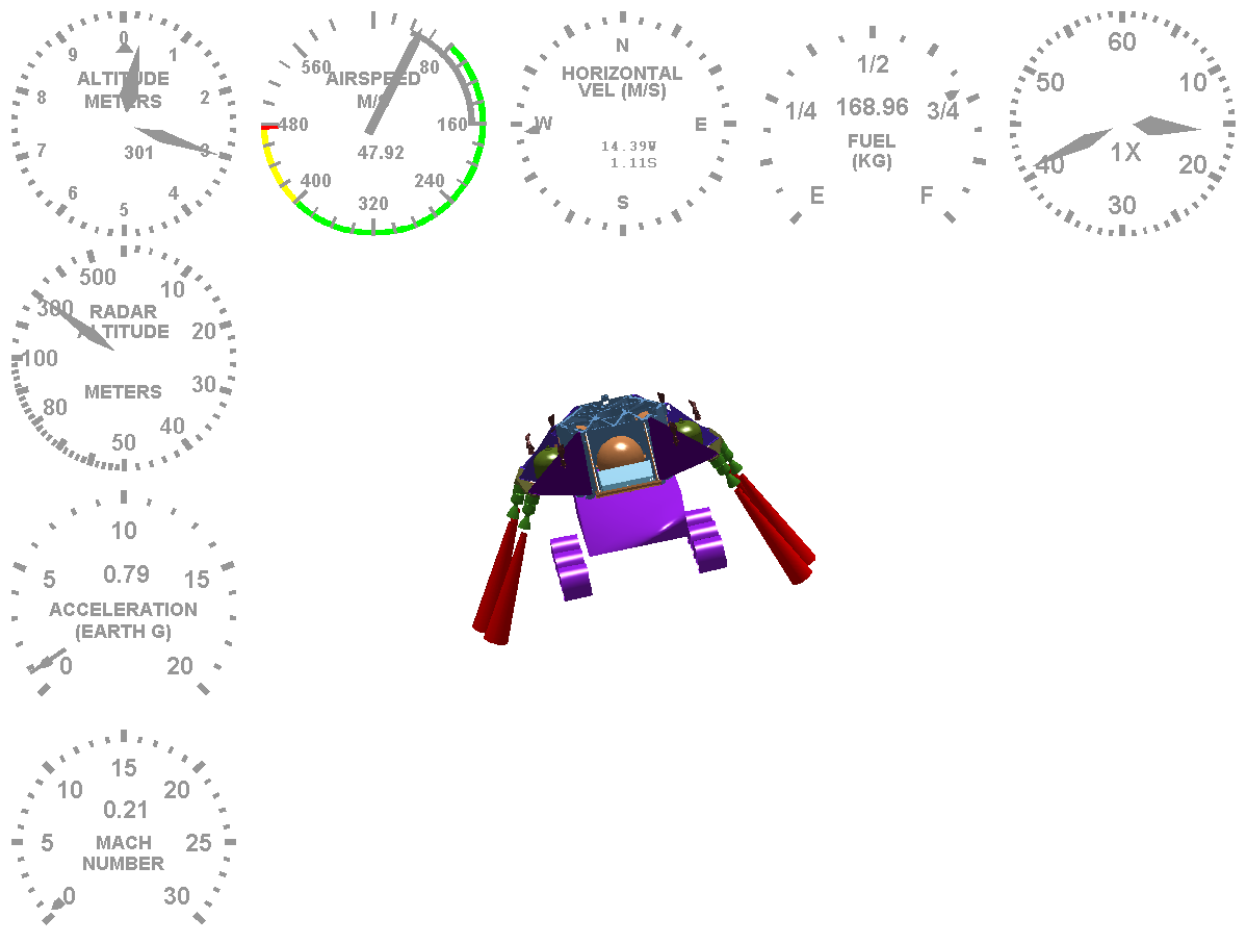 0
1
2
3
4
5
6
7
8
9
ALTITUDE
METERS
301
560
AIRSPEED
80
M/S
480
160
47.92
400
240
320
N
HORIZONTAL
VEL (M/S)
W
E
14.39W
1.11S
S
1/2
1/4
168.96
3/4
FUEL
(KG)
E
F
60
50
10
1X
40
20
30
500
10
300
RADAR
ALTITUDE
20
100
METERS
30
80
40
50
10
5
0.79
15
ACCELERATION
(EARTH G)
0
20
15
10
20
0.21
5
MACH
NUMBER
25
0
30